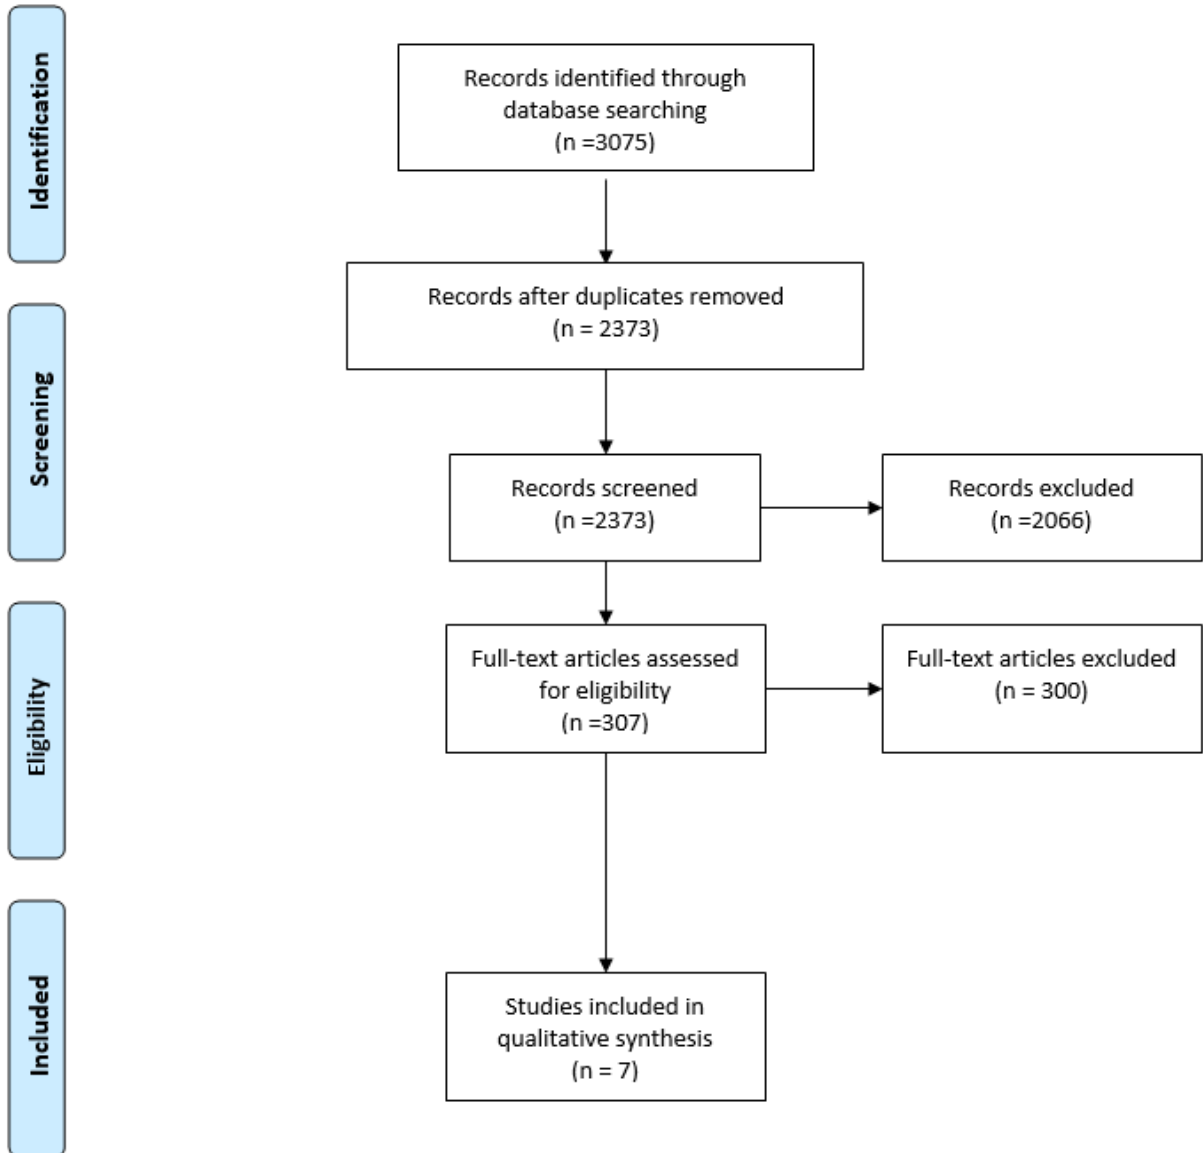 Identification
Records identified through
database searching
(n =3075)
Records after duplicates removed
(n = 2373)
Screening
Records screened
(n =2373)
Records excluded
(n =2066)
Eligibility
Full-text articles assessed
for eligibility
(n =307)
Full-text articles excluded
(n = 300)
Included
Studies included in
qualitative synthesis
(n = 7)